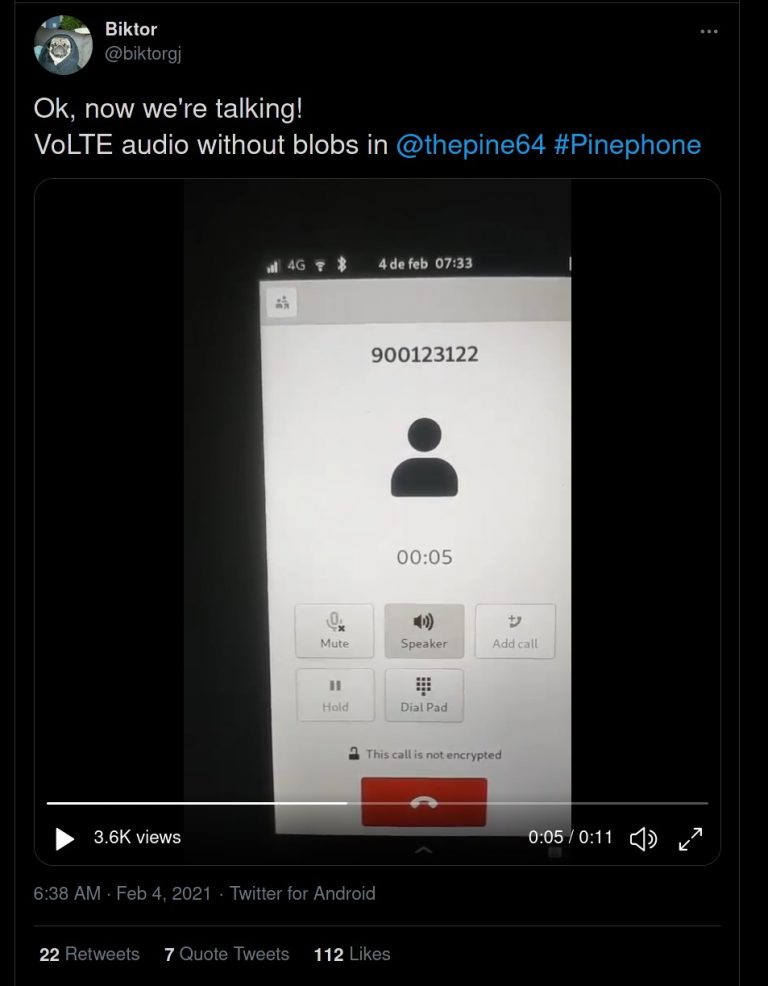 Biktor
@biktorgj
Ok, now we're talking!
VoLTE audio without blobs in @thepine64 #Pinephone
4G 4 de feb 07:33
900123122
00:05
Mute Speaker Add call
Hold Dial Pad
This call is not encrypted
3.6K views 0:05 / 0:11
6:38 AM · Feb 4, 2021 · Twitter for Android
22 Retweets 7 Quote Tweets 112 Likes